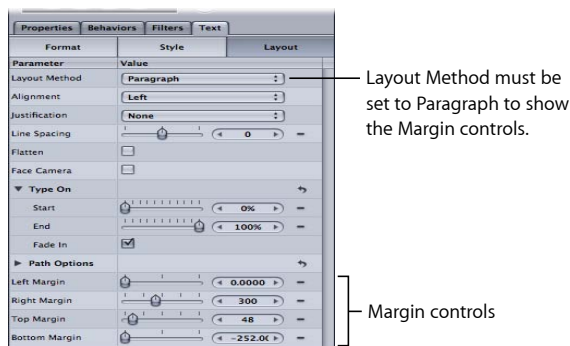 Properties Behaviors Filters Text
Format Style Layout
Parameter Value
Layout Method Paragraph
Layout Method must be
set to Paragraph to show
the Margin controls.
Alignment Left
Justification None
Line Spacing 0
Flatten
Face Camera
Type On
Start 0%
End 100%
Fade In
Path Options
Left Margin 0.0000
Right Margin 300
Margin controls
Top Margin 48
Bottom Margin -252.0(